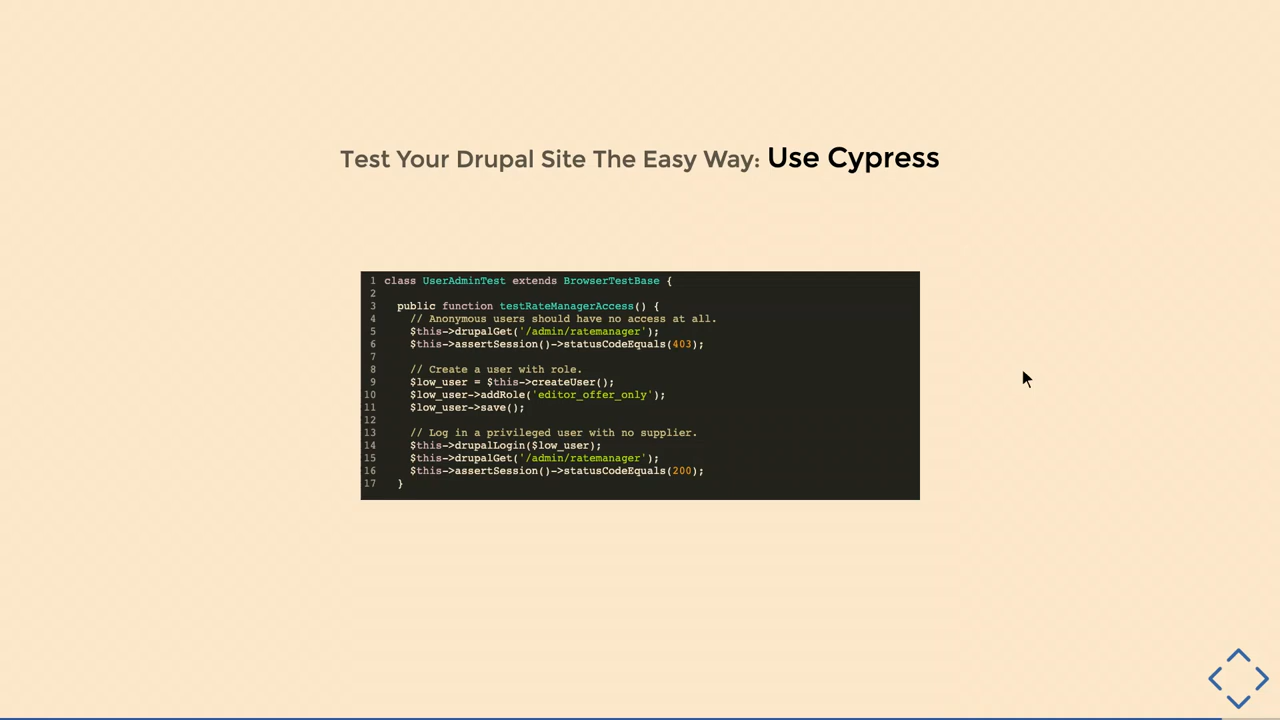 Test Your Drupal Site The Easy Way: Use Cypress
1 class UserAdminTest extends BrowserTestBase {
2
3   public function testRateManagerAccess() {
4     // Anonymous users should have no access at all.
5     $this->drupalGet('/admin/ratemanager');
6     $this->assertSession()->statusCodeEquals(403);
7
8     // Create a user with role.
9     $low_user = $this->createUser();
10     $low_user->addRole('editor_offer_only');
11     $low_user->save();
12
13     // Log in a privileged user with no supplier.
14     $this->drupalLogin($low_user);
15     $this->drupalGet('/admin/ratemanager');
16     $this->assertSession()->statusCodeEquals(200);
17   }